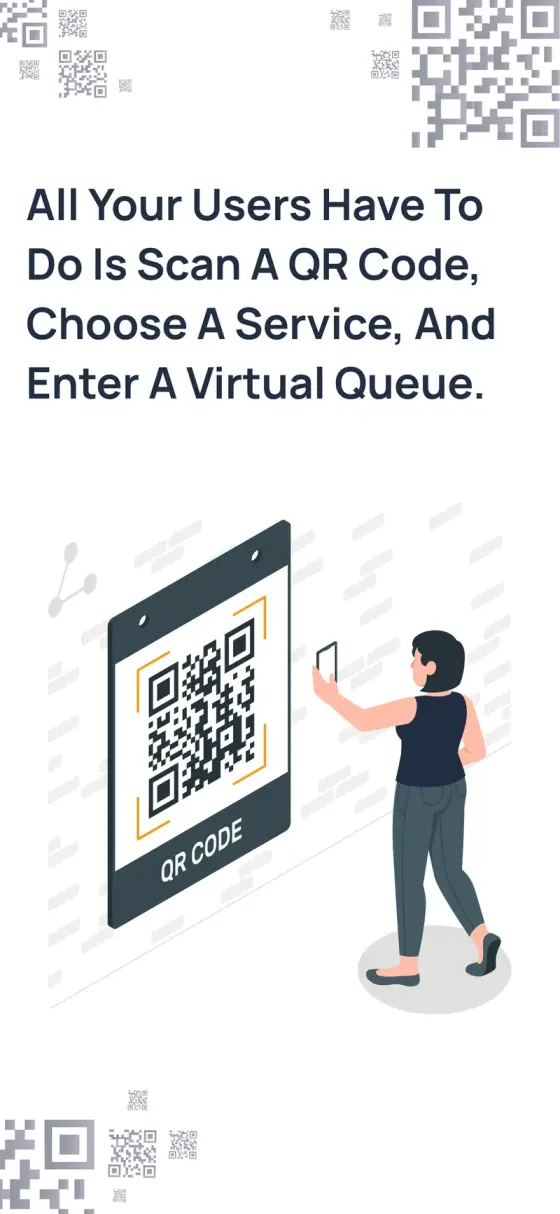 All Your Users Have To
Do Is Scan A QR Code,
Choose A Service, And
Enter A Virtual Queue.
QR CODE